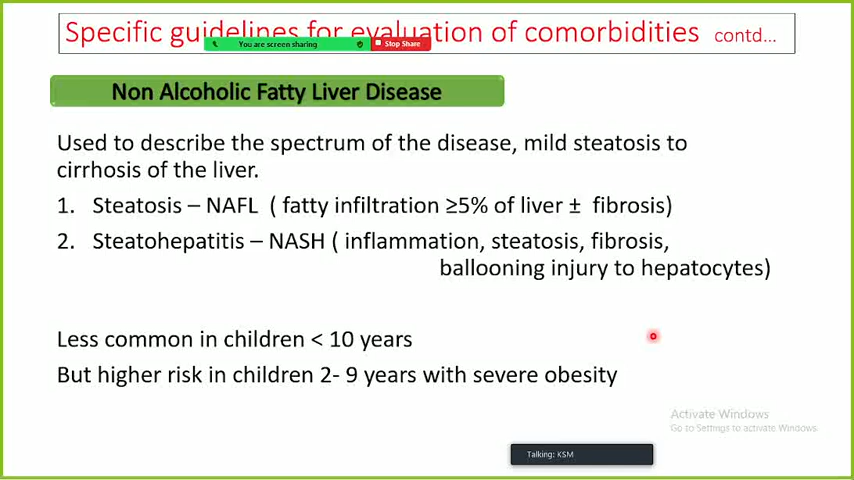 Specific guidelines for evaluation of comorbidities contd...
You are screen sharing Stop Share
Non Alcoholic Fatty Liver Disease
Used to describe the spectrum of the disease, mild steatosis to
cirrhosis of the liver.
1. Steatosis – NAFL ( fatty infiltration ≥5% of liver ± fibrosis)
2. Steatohepatitis – NASH ( inflammation, steatosis, fibrosis,
ballooning injury to hepatocytes)
Less common in children < 10 years
But higher risk in children 2- 9 years with severe obesity
Activate Windows
Go to Settings to activate Windows.
Talking: KSM